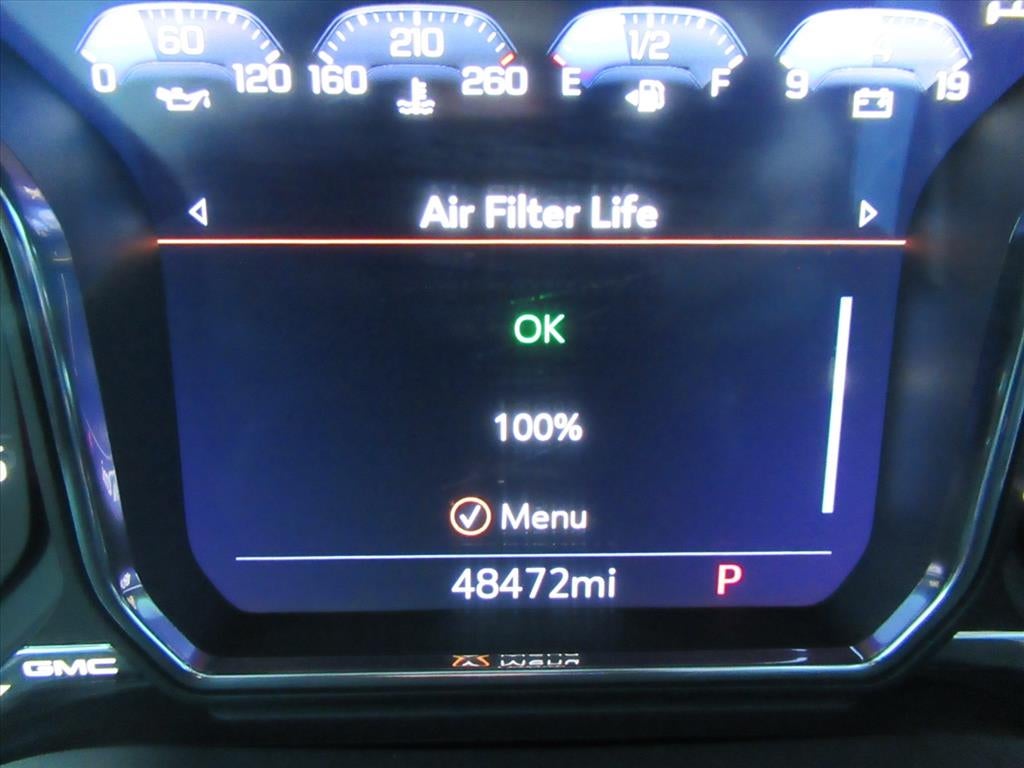 60 210 1/2
0 120 160 260 E F 9 19
Air Filter Life
OK
100%
Menu
48472mi P
GMC